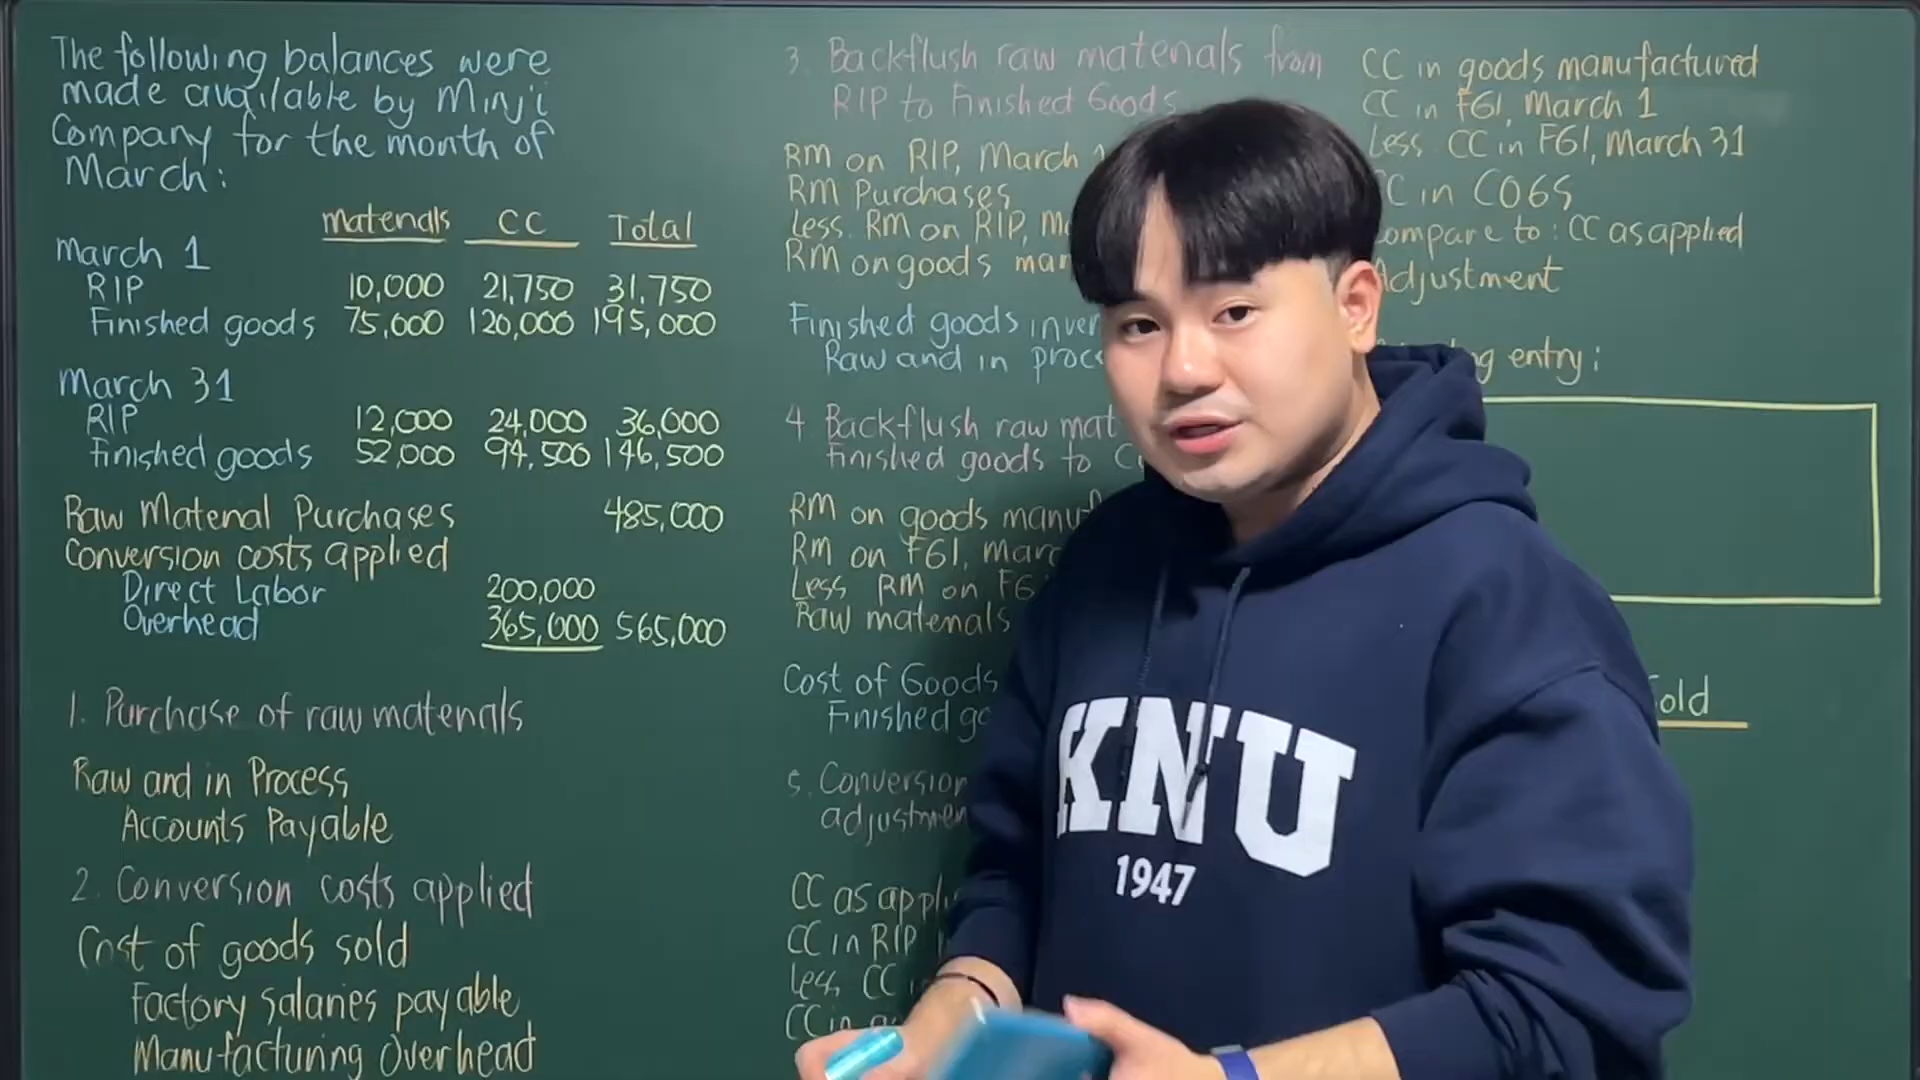 The following balances were
made available by Minji
Company for the month of
March:
Materials CC Total
March 1
RIP 10,000 21,750 31,750
Finished goods 75,000 120,000 195,000
March 31
RIP 12,000 24,000 36,000
Finished goods 52,000 94,500 146,500
Raw Material Purchases 485,000
Conversion costs applied
Direct Labor 200,000
Overhead 365,000 565,000
1. Purchase of raw materials
Raw and in Process
Accounts Payable
2. Conversion costs applied
Cost of goods sold
Factory salaries payable
Manufacturing Overhead
3. Backflush raw materials from
RIP to Finished Goods
RM on RIP, March
RM Purchases
Less: RM on RIP,
RM on goods
Finished goods
Raw and in
4. Backflush raw
Finished goods to
RM on goods
RM on FGI,
Less: RM on
Raw materials
Cost of Goods
Finished
5. Conversion
CC as
CC in RIP
Less: CC
CC in
CC in goods manufactured
CC in FGI, March 1
Less: CC in FGI, March 31
in COGS
to: CC as applied
Adjustment
entry:
Sold
KNU
1947